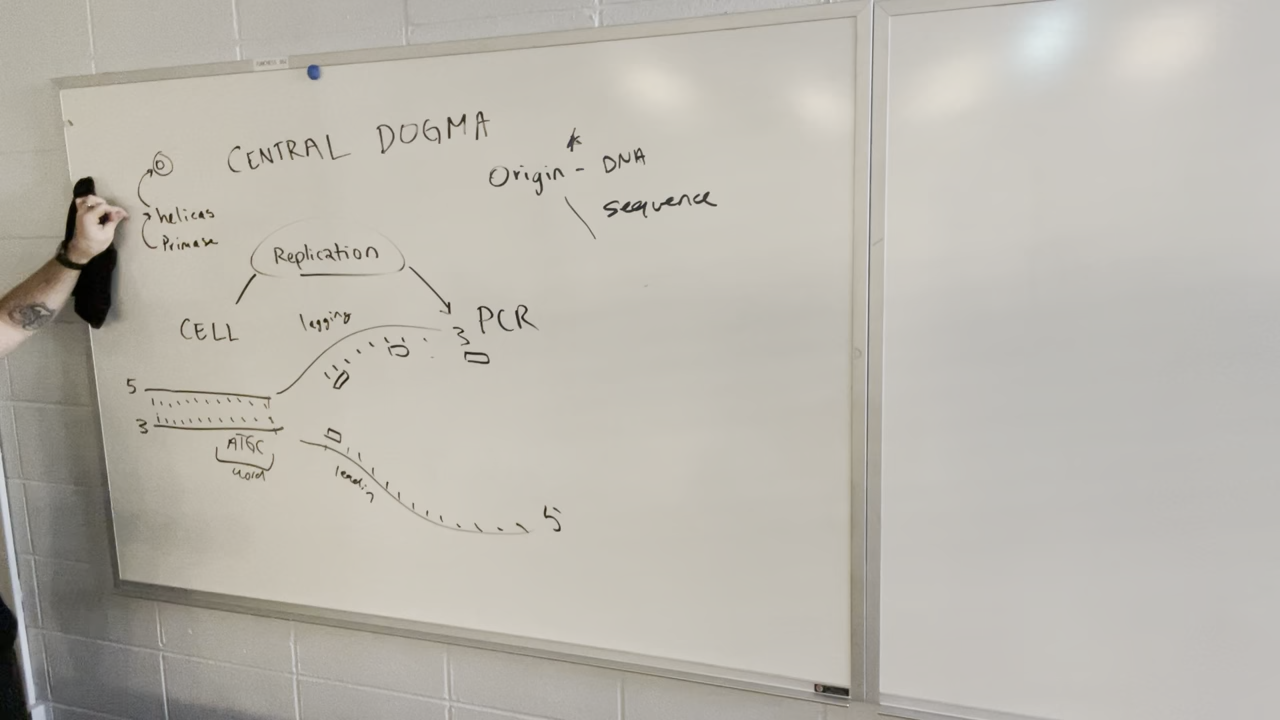 CENTRAL DOGMA
Origin - DNA
sequence
helicas
Primase
Replication
CELL
lagging
PCR
3
5
3
ATGC
word
leadin
5